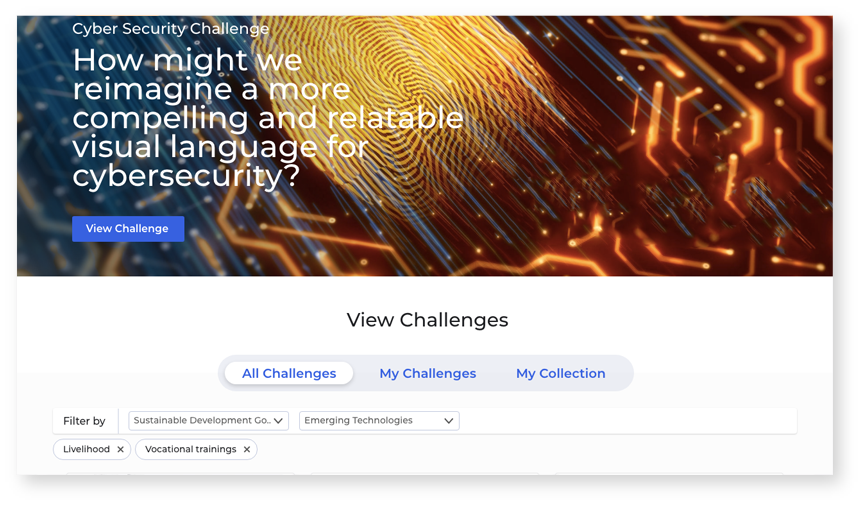 Cyber Security Challenge
How might we
reimagine a more
compelling and relatable
visual language for
cybersecurity?
View Challenge
View Challenges
All Challenges My Challenges My Collection
Filter by Sustainable Development Go.. Emerging Technologies
Livelihood Vocational trainings